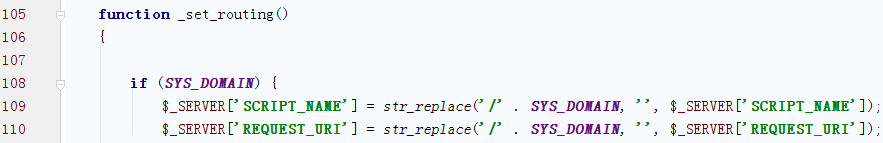 105 function _set_routing()
106 {
107
108 if (SYS_DOMAIN) {
109 $_SERVER['SCRIPT_NAME'] = str_replace('/' . SYS_DOMAIN, '', $_SERVER['SCRIPT_NAME']);
110 $_SERVER['REQUEST_URI'] = str_replace('/' . SYS_DOMAIN, '', $_SERVER['REQUEST_URI']);